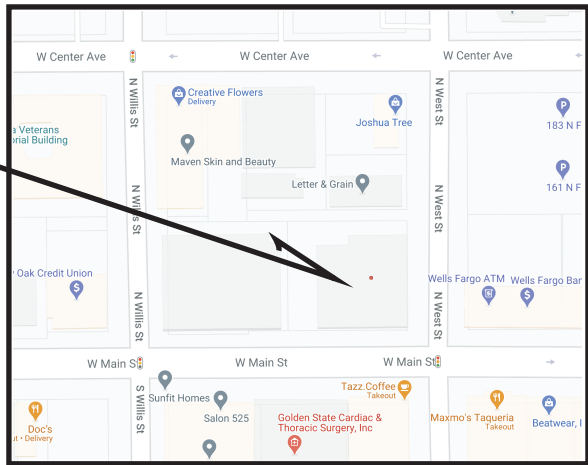 W Center Ave
W Center Ave
W Center Ave
N Willis St
N West St
Creative Flowers
Delivery
Joshua Tree
183 N F
a Veterans
orial Building
Maven Skin and Beauty
161 N F
Letter & Grain
N Willis St
N West St
Oak Credit Union
Wells Fargo ATM
Wells Fargo Ban
N Willis St
N West St
W Main St
W Main St
W Main St
Sunfit Homes
Tazz.Coffee
Takeout
S Willis St
Salon 525
Golden State Cardiac &
Thoracic Surgery, Inc
Maxmo's Taqueria
Takeout
Beatwear, I
Doc's
ut • Delivery